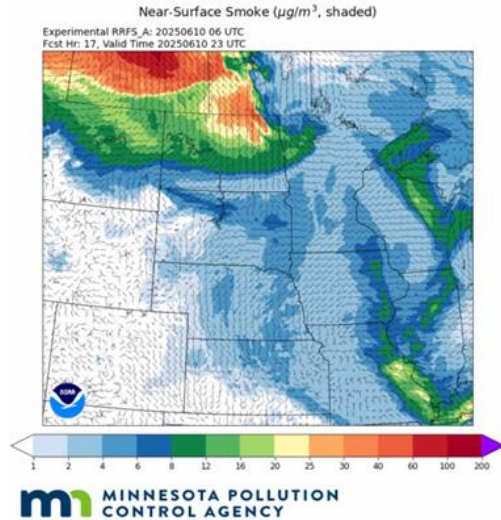 Near-Surface Smoke (μg/m³, shaded)
Experimental RRFS_A: 20250610 06 UTC
Fcst Hr: 17, Valid Time 20250610 23 UTC
NOAA
1 2 4 6 8 12 16 20 25 30 40 60 100 200
MINNESOTA POLLUTION
CONTROL AGENCY